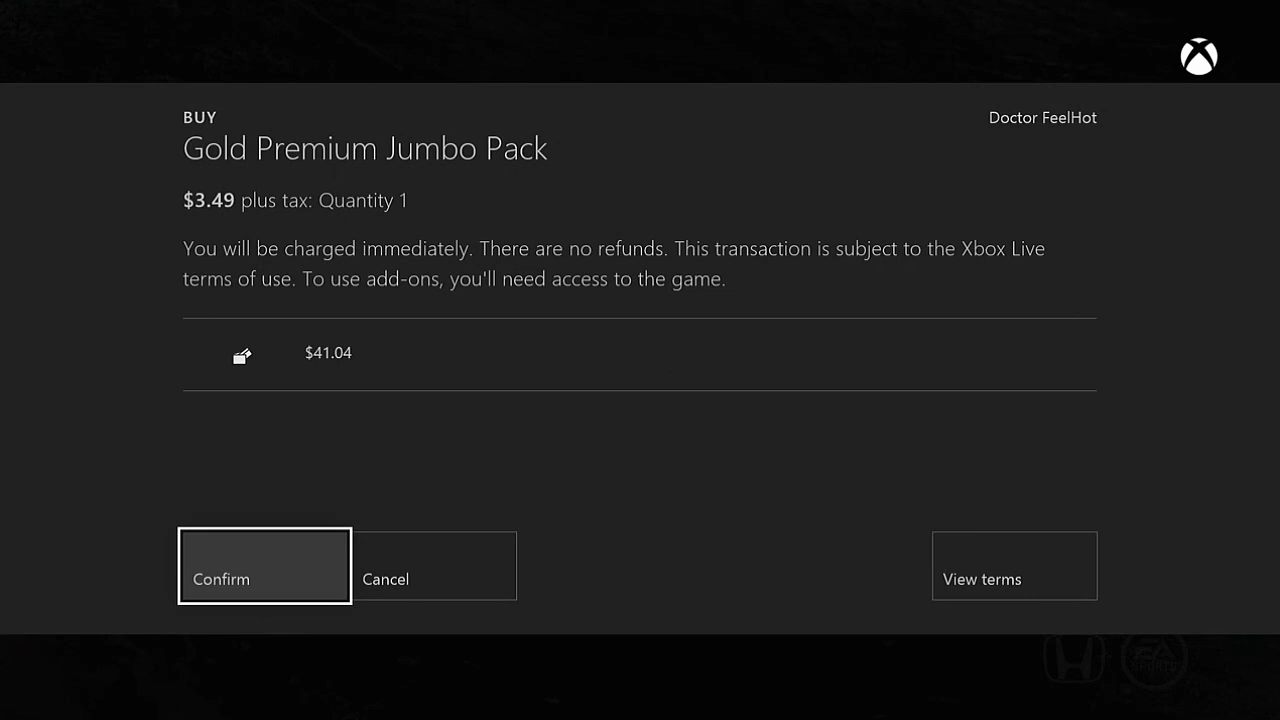 BUY
Doctor FeelHot
Gold Premium Jumbo Pack
$3.49 plus tax: Quantity 1
You will be charged immediately. There are no refunds. This transaction is subject to the Xbox Live
terms of use. To use add-ons, you'll need access to the game.
$41.04
Confirm
Cancel
View terms
EA
SPORTS